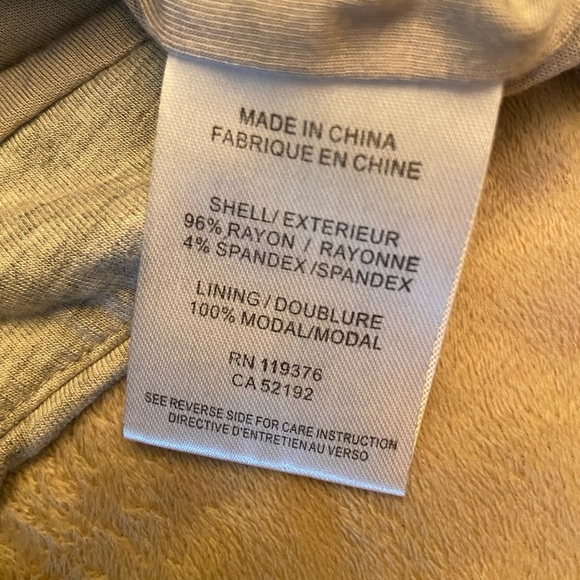 MADE IN CHINA
FABRIQUE EN CHINE
SHELL/EXTERIEUR
96% RAYON / RAYONNE
4% SPANDEX/SPANDEX
LINING/DOUBLURE
100% MODAL/MODAL
RN 119376
CA 52192
SEE REVERSE SIDE FOR CARE INSTRUCTION
DIRECTIVE D'ENTRETIEN AU VERSO